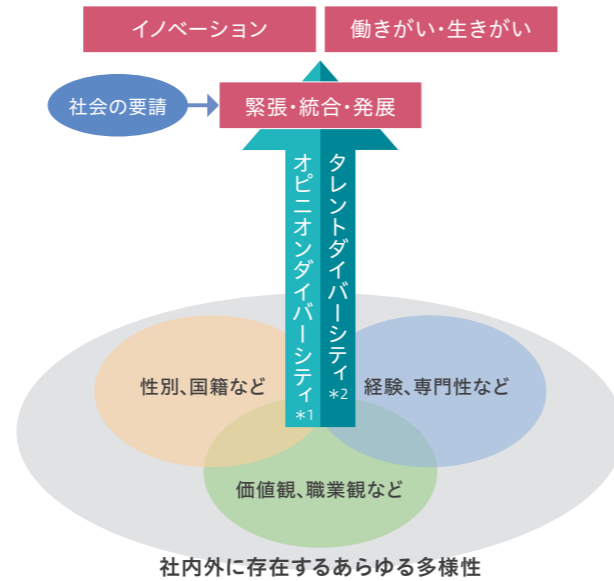 イノベーション
働きがい・生きがい
社会の要請
緊張・統合・発展
オピニオンダイバーシティ*1
タレントダイバーシティ*2
性別、国籍など
経験、専門性など
価値観、職業観など
社内外に存在するあらゆる多様性